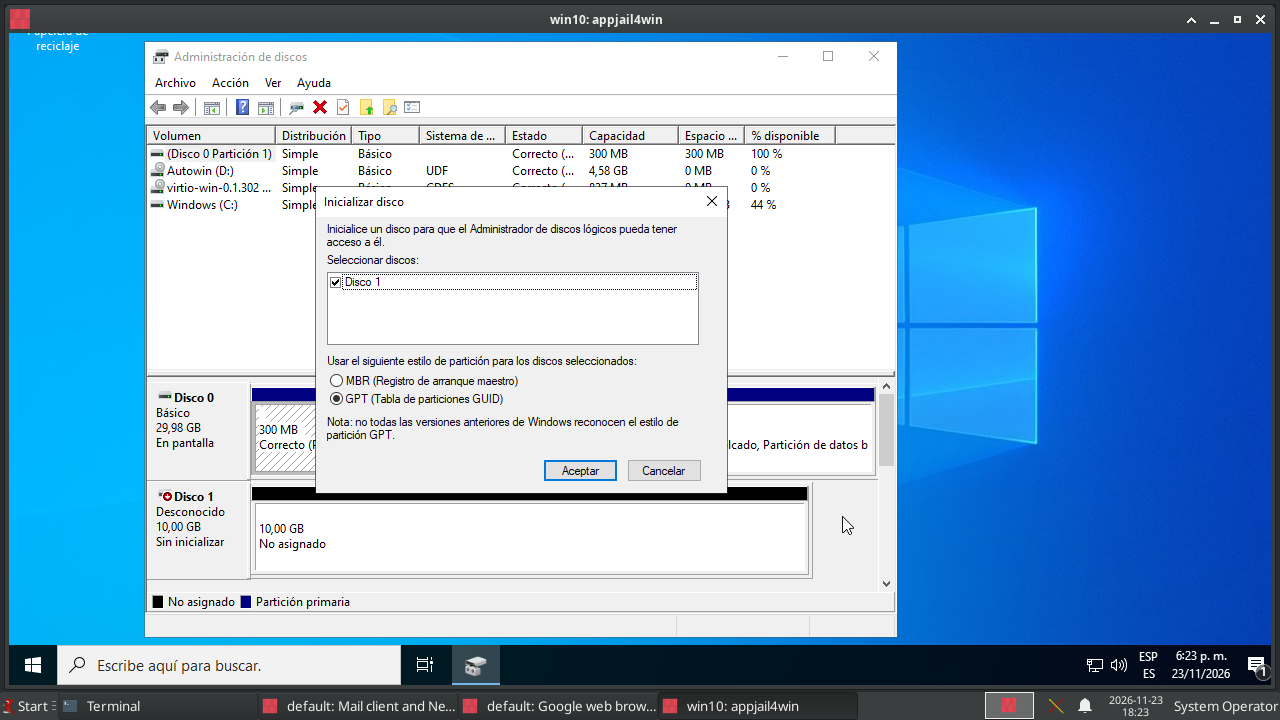 win10: appjail4win
Papelera de
reciclaje
Administración de discos
Archivo Acción Ver Ayuda
Volumen Distribución Tipo Sistema de ... Estado Capacidad Espacio ... % disponible
(Disco 0 Partición 1) Simple Básico Correcto (... 300 MB 300 MB 100 %
Autowin (D:) Simple Básico UDF Correcto (... 4,58 GB 0 MB 0 %
virtio-win-0.1.302 ... Simple 0 %
Windows (C:) Simple 44 %
Inicializar disco
Inicialice un disco para que el Administrador de discos lógicos pueda tener
acceso a él.
Seleccionar discos:
Disco 1
Usar el siguiente estilo de partición para los discos seleccionados:
MBR (Registro de arranque maestro)
GPT (Tabla de particiones GUID)
Nota: no todas las versiones anteriores de Windows reconocen el estilo de
partición GPT.
Aceptar Cancelar
Disco 0
Básico
29,98 GB
En pantalla
300 MB
Correcto (
, Partición de datos b
Disco 1
Desconocido
10,00 GB
Sin inicializar
10,00 GB
No asignado
No asignado Partición primaria
Escribe aquí para buscar.
ESP
ES
6:23 p. m.
23/11/2026
1
Start
Terminal
default: Mail client and Ne...
default: Google web brow...
win10: appjail4win
2026-11-23
18:23
System Operator